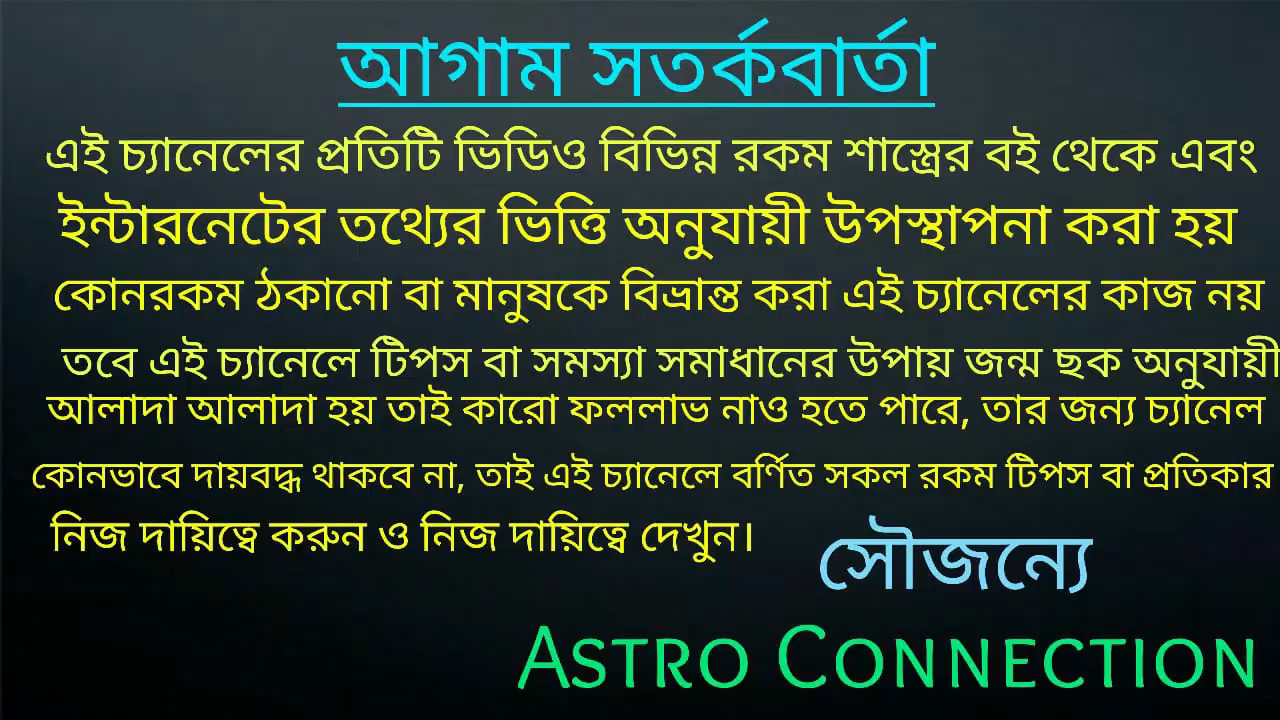 আগাম সতর্কবার্তা
এই চ্যানেলের প্রতিটি ভিডিও বিভিন্ন রকম শাস্ত্রের বই থেকে এবং
ইন্টারনেটের তথ্যের ভিত্তি অনুযায়ী উপস্থাপনা করা হয়
কোনরকম ঠকানো বা মানুষকে বিভ্রান্ত করা এই চ্যানেলের কাজ নয়
তবে এই চ্যানেলে টিপস বা সমস্যা সমাধানের উপায় জন্ম ছক অনুযায়ী
আলাদা আলাদা হয় তাই কারো ফললাভ নাও হতে পারে, তার জন্য চ্যানেল
কোনভাবে দায়বদ্ধ থাকবে না, তাই এই চ্যানেলে বর্ণিত সকল রকম টিপস বা প্রতিকার
নিজ দায়িত্বে করুন ও নিজ দায়িত্বে দেখুন।
সৌজন্যে
ASTRO CONNECTION